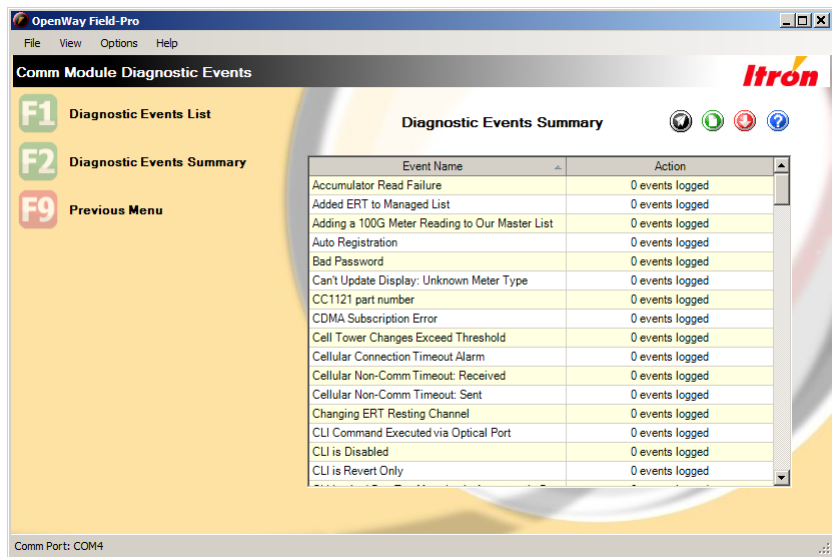 OpenWay Field-Pro
File View Options Help
Comm Module Diagnostic Events
Itron
F1 Diagnostic Events List
F2 Diagnostic Events Summary
F9 Previous Menu
Diagnostic Events Summary
Event Name Action
Accumulator Read Failure 0 events logged
Added ERT to Managed List 0 events logged
Adding a 100G Meter Reading to Our Master List 0 events logged
Auto Registration 0 events logged
Bad Password 0 events logged
Can't Update Display: Unknown Meter Type 0 events logged
CC1121 part number 0 events logged
CDMA Subscription Error 0 events logged
Cell Tower Changes Exceed Threshold 0 events logged
Cellular Connection Timeout Alarm 0 events logged
Cellular Non-Comm Timeout: Received 0 events logged
Cellular Non-Comm Timeout: Sent 0 events logged
Changing ERT Resting Channel 0 events logged
CLI Command Executed via Optical Port 0 events logged
CLI is Disabled 0 events logged
CLI is Revert Only 0 events logged
Comm Port: COM4